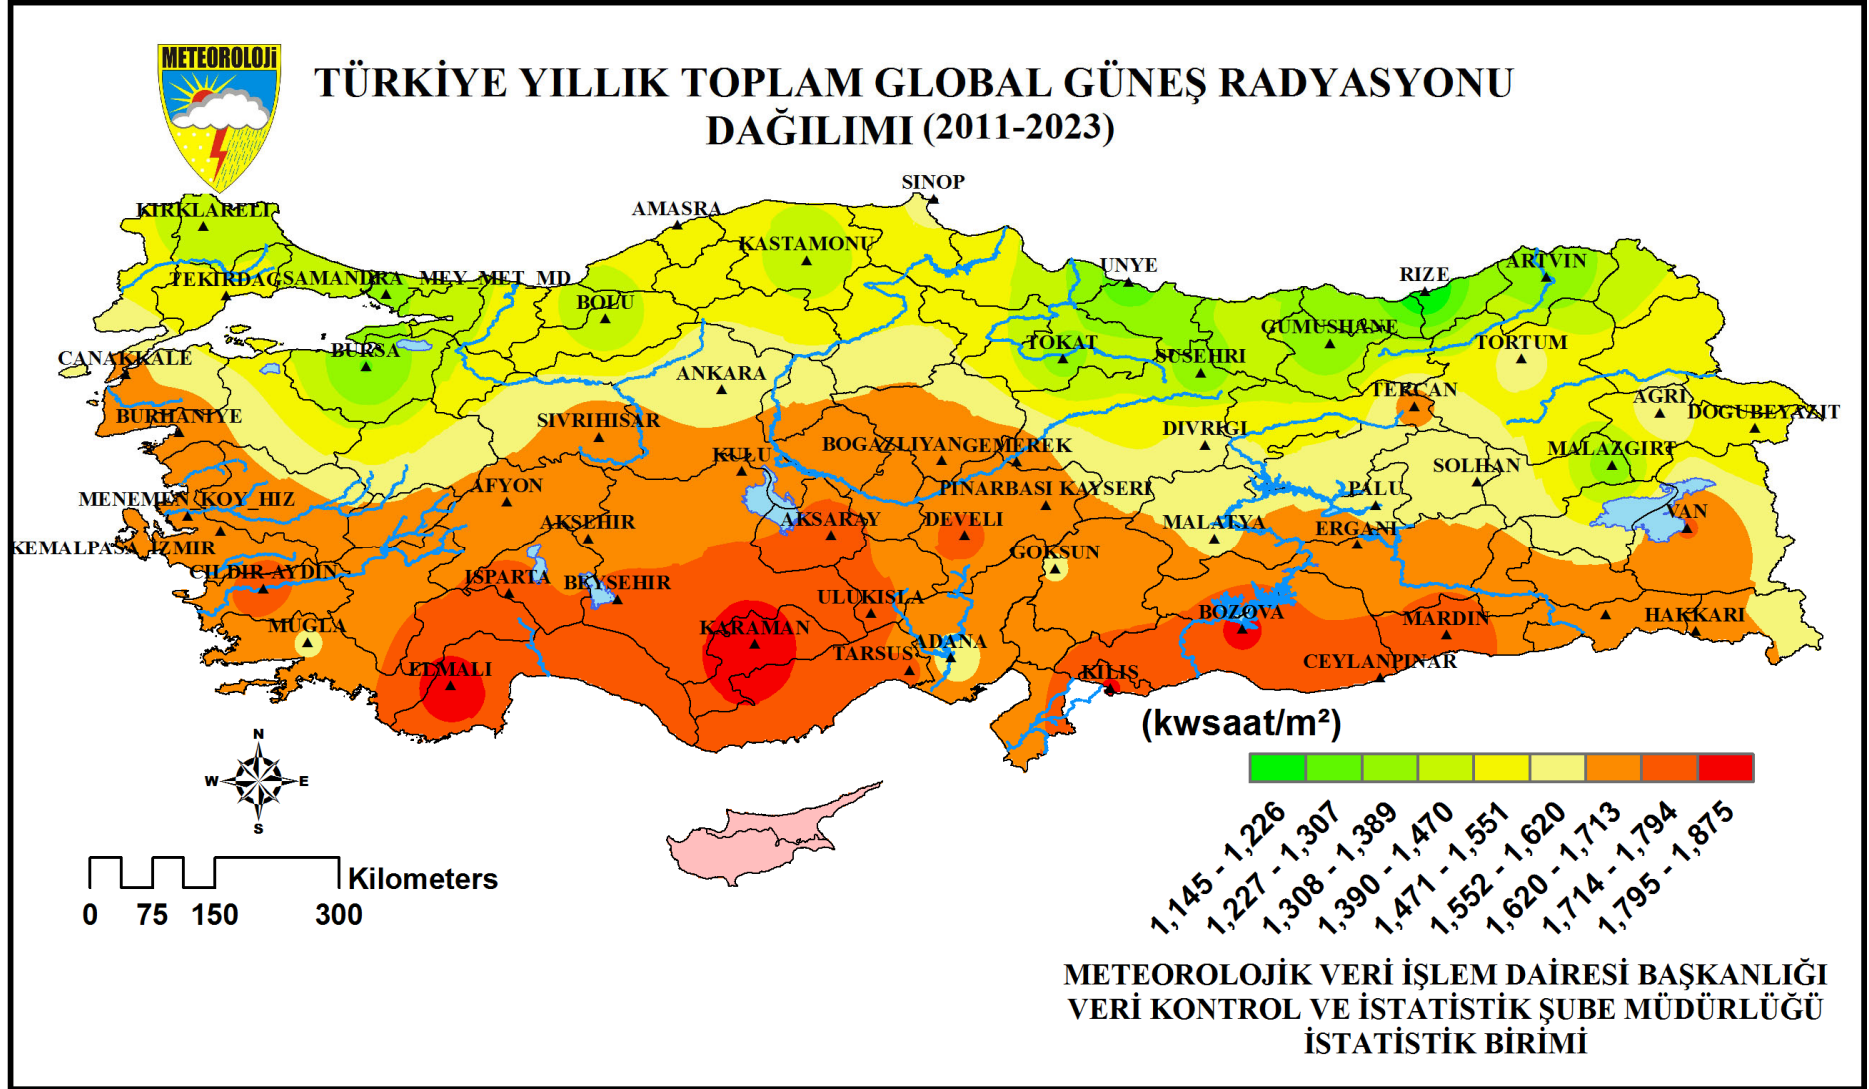 METEOROLOJİ
TÜRKİYE YILLIK TOPLAM GLOBAL GÜNEŞ RADYASYONU
DAĞILIMI (2011-2023)
SINOP
KIRKLARELI
AMASRA
KASTAMONU
TEKIRDAG
SAMANDRA_MEY_MET_MD
BOLU
UNYE
RIZE
ARTVIN
GUMUSHANE
CANAKKALE
BURSA
TOKAT
SUSEHRI
TORTUM
ANKARA
TERCAN
AGRI
DOGUBEYAZIT
BURHANIYE
SIVRIHISAR
DIVRIGI
KULU
BOGAZLIYAN
GEMEREK
MALAZGIRT
SOLHAN
MENEMEN_KOY_HIZ
AFYON
PINARBASI KAYSERI
PALU
AKSEHIR
AKSARAY
DEVELI
MALATYA
ERGANI
VAN
KEMALPASA_IZMIR
GOKSUN
CILDIR AYDIN
ISPARTA
BEYSEHIR
ULUKISLA
BOZOVA
MARDIN
HAKKARI
MUGLA
KARAMAN
ADANA
TARSUS
ELMALI
KILIS
CEYLANPINAR
(kwsaat/m²)
N
W
E
S
1,145 - 1,226
1,227 - 1,307
1,308 - 1,389
1,390 - 1,470
1,471 - 1,551
1,552 - 1,620
1,620 - 1,713
1,714 - 1,794
1,795 - 1,875
Kilometers
0 75 150 300
METEOROLOJİK VERİ İŞLEM DAİRESİ BAŞKANLIĞI
VERİ KONTROL VE İSTATİSTİK ŞUBE MÜDÜRLÜĞÜ
İSTATİSTİK BİRİMİ